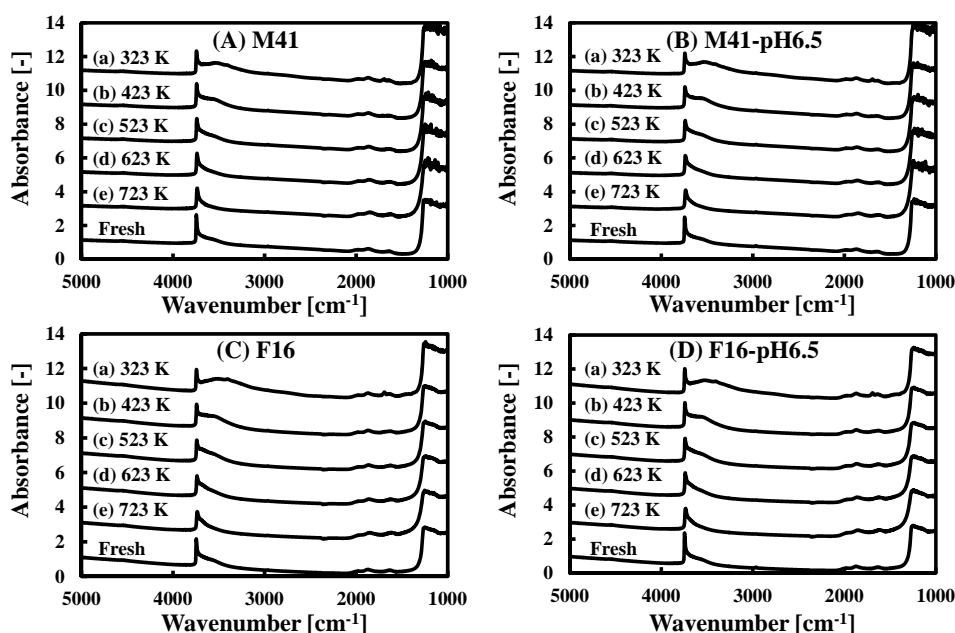 (A) M41
Absorbance [-]
14
12
10
8
6
4
2
0
(a) 323 K
(b) 423 K
(c) 523 K
(d) 623 K
(e) 723 K
Fresh
5000 4000 3000 2000 1000
Wavenumber [cm-1]
(B) M41-pH6.5
Absorbance [-]
14
12
10
8
6
4
2
0
(a) 323 K
(b) 423 K
(c) 523 K
(d) 623 K
(e) 723 K
Fresh
5000 4000 3000 2000 1000
Wavenumber [cm-1]
(C) F16
Absorbance [-]
14
12
10
8
6
4
2
0
(a) 323 K
(b) 423 K
(c) 523 K
(d) 623 K
(e) 723 K
Fresh
5000 4000 3000 2000 1000
Wavenumber [cm-1]
(D) F16-pH6.5
Absorbance [-]
14
12
10
8
6
4
2
0
(a) 323 K
(b) 423 K
(c) 523 K
(d) 623 K
(e) 723 K
Fresh
5000 4000 3000 2000 1000
Wavenumber [cm-1]